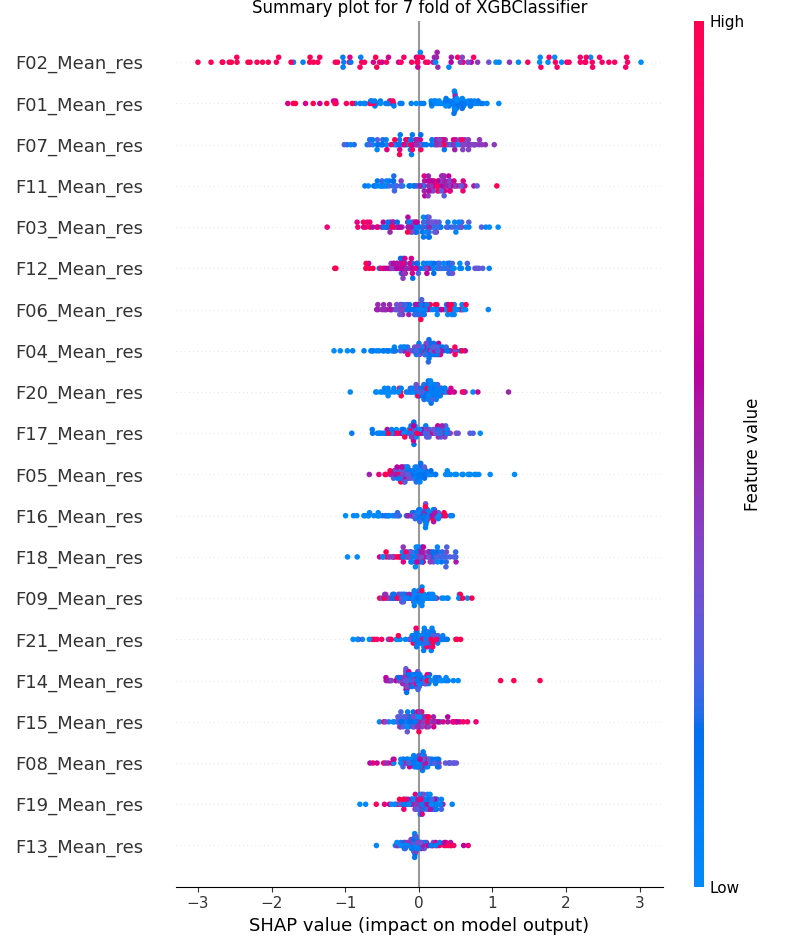 Summary plot for 7 fold of XGBClassifier
High
F02_Mean_res
F01_Mean_res
F07_Mean_res
F11_Mean_res
F03_Mean_res
F12_Mean_res
F06_Mean_res
F04_Mean_res
F20_Mean_res
F17_Mean_res
F05_Mean_res
F16_Mean_res
F18_Mean_res
F09_Mean_res
F21_Mean_res
F14_Mean_res
F15_Mean_res
F08_Mean_res
F19_Mean_res
F13_Mean_res
Feature value
Low
−3 −2 −1 0 1 2 3
SHAP value (impact on model output)